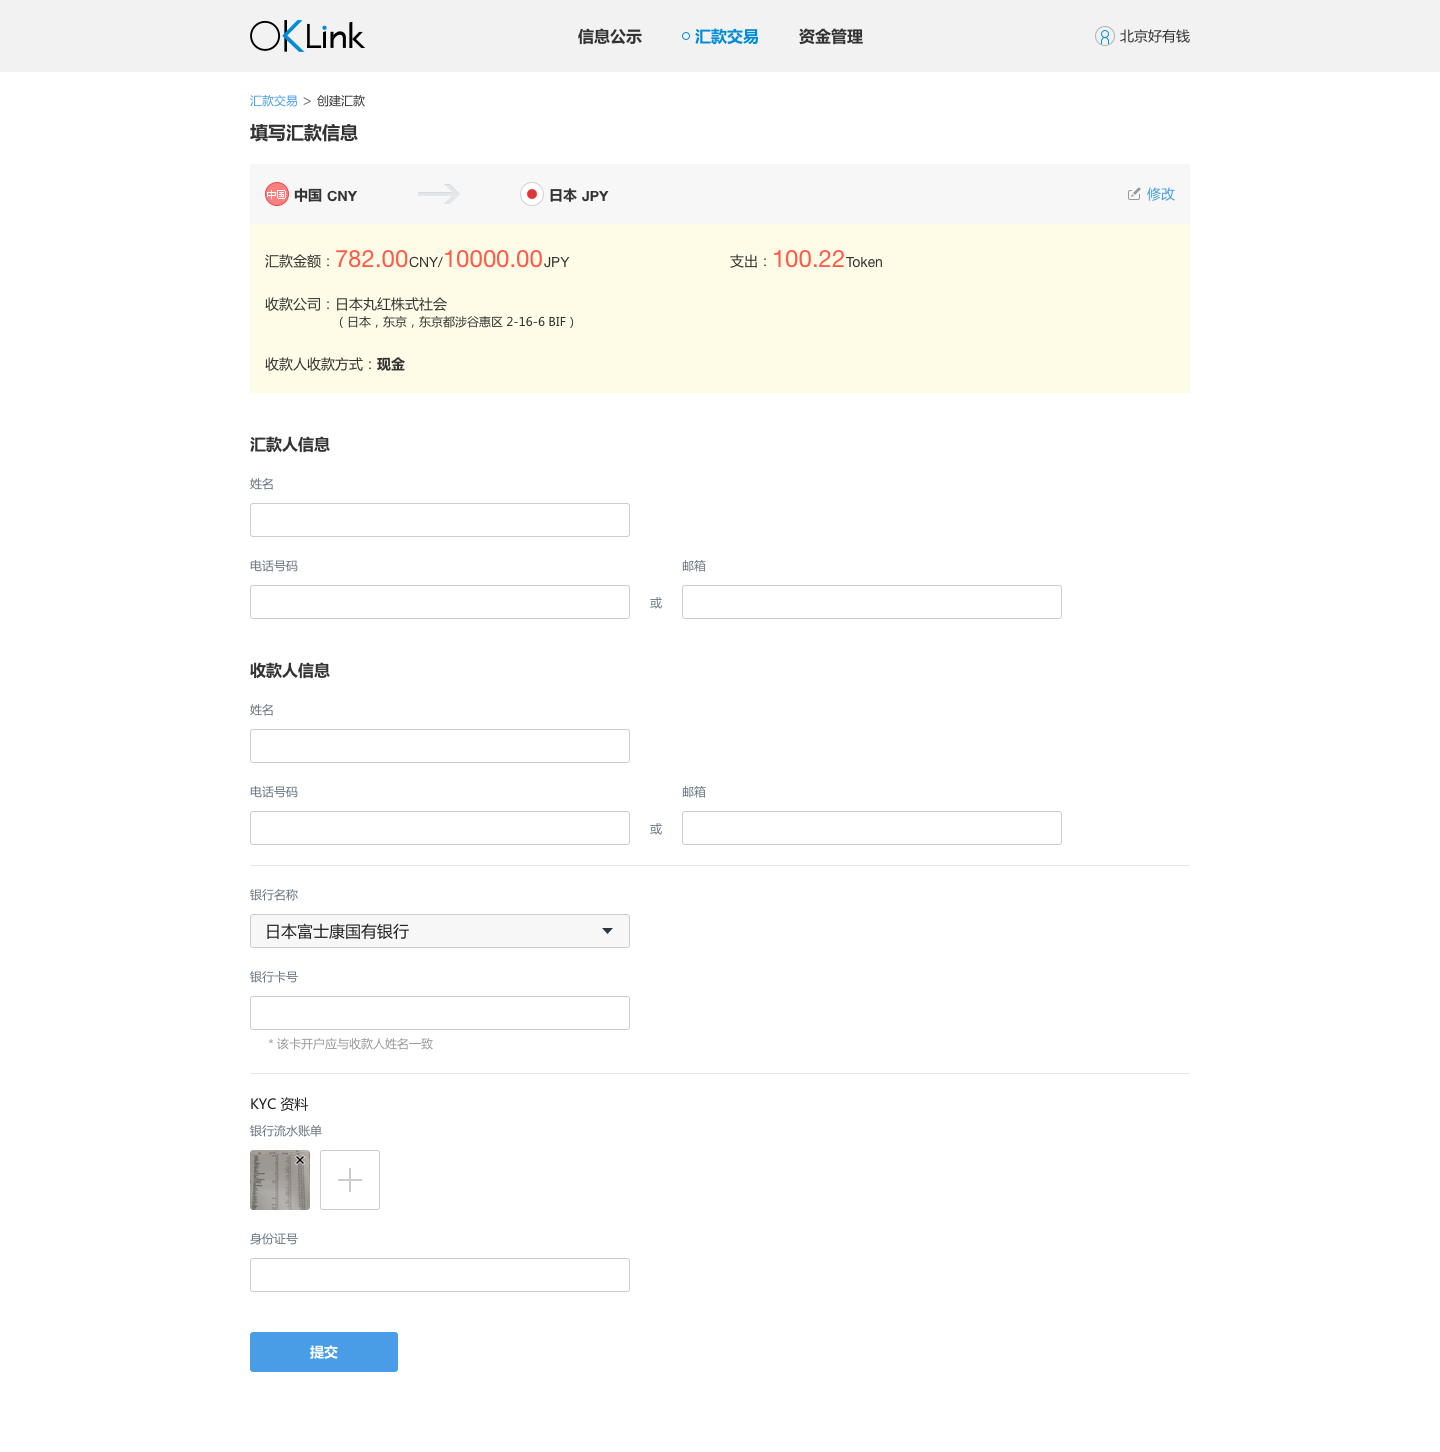 OKLink 信息公示 汇款交易 资金管理 北京好有钱
汇款交易 > 创建汇款
填写汇款信息
中国 中国 CNY 日本 JPY 修改
汇款金额：782.00CNY/10000.00JPY 支出：100.22Token
收款公司：日本丸红株式社会
（日本，东京，东京都涉谷惠区 2-16-6 BIF）
收款人收款方式：现金
汇款人信息
姓名
电话号码 邮箱
或
收款人信息
姓名
电话号码 邮箱
或
银行名称
日本富士康国有银行
银行卡号
* 该卡开户应与收款人姓名一致
KYC 资料
银行流水账单
身份证号
提交